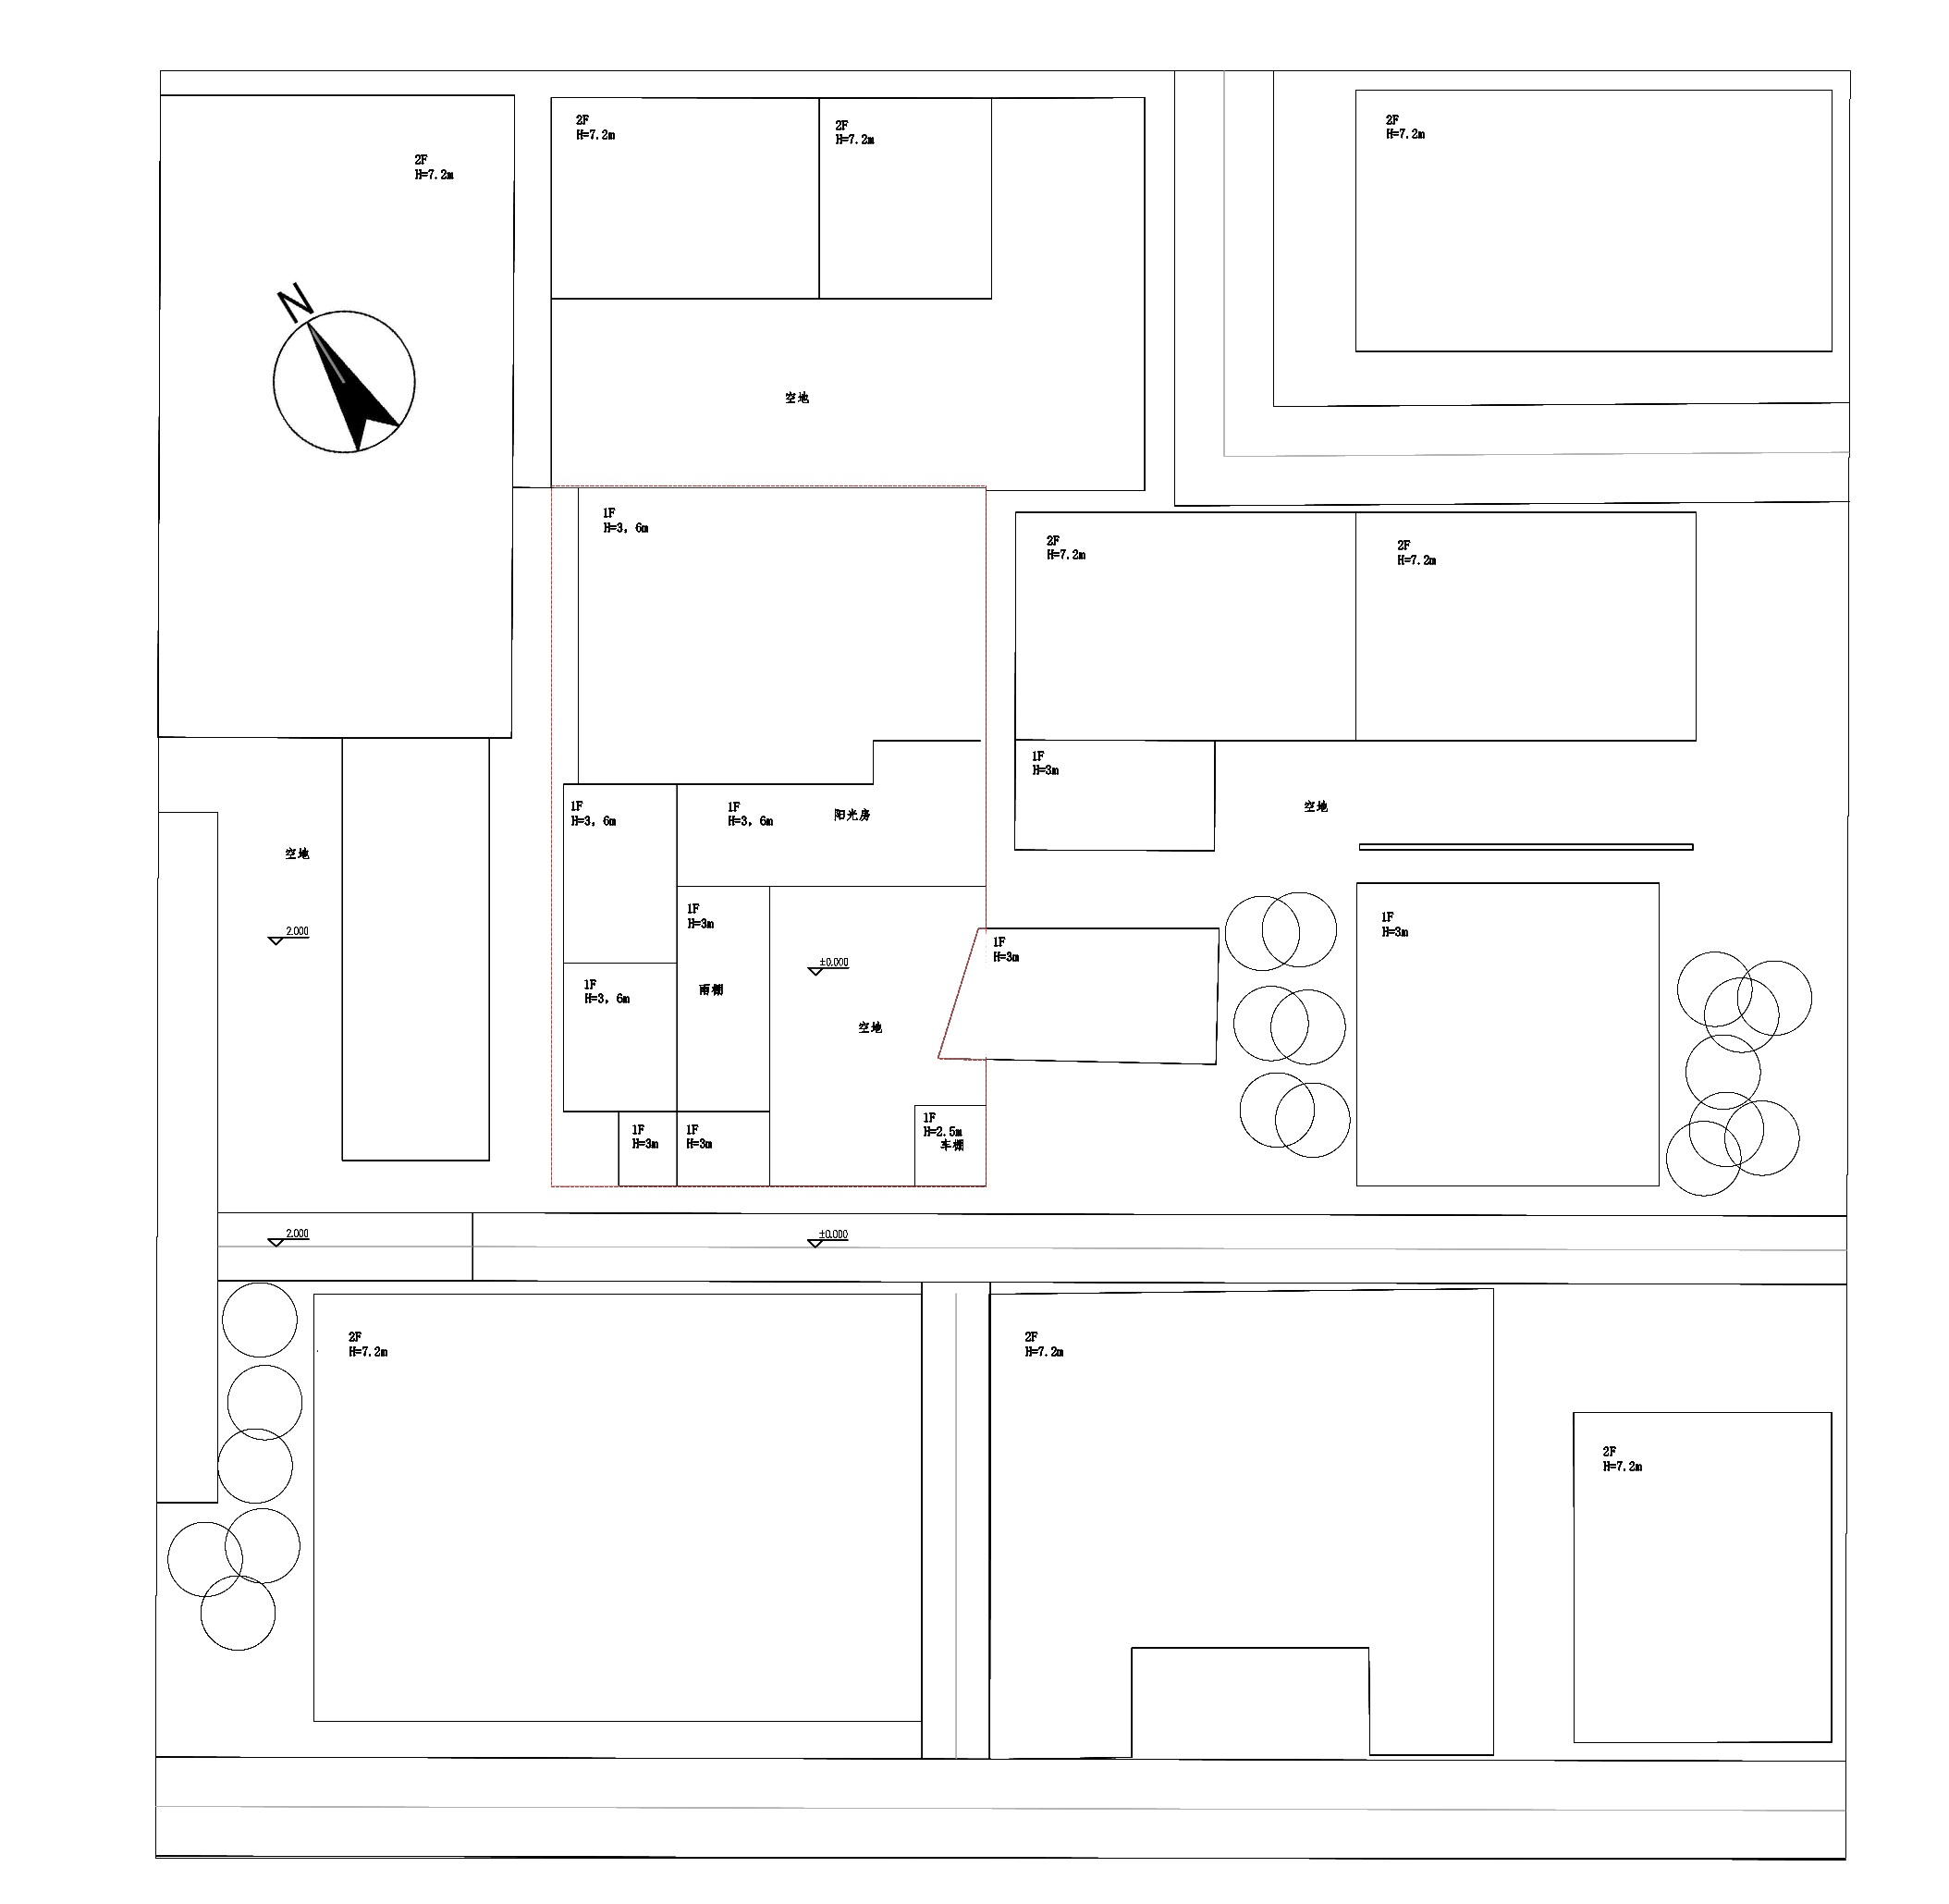 2F
H=7.2m
2F
H=7.2m
2F
H=7.2m
2F
H=7.2m
N
空地
1F
H=3, 6m
2F
H=7.2m
2F
H=7.2m
1F
H=3m
1F
H=3, 6m
1F
H=3, 6m
阳光房
空地
空地
1F
H=3m
1F
H=3m
2.000
±0.000
1F
H=3m
1F
H=3, 6m
雨棚
空地
1F
H=3m
1F
H=3m
1F
H=2.5m
车棚
2.000
±0.000
2F
H=7.2m
2F
H=7.2m
2F
H=7.2m